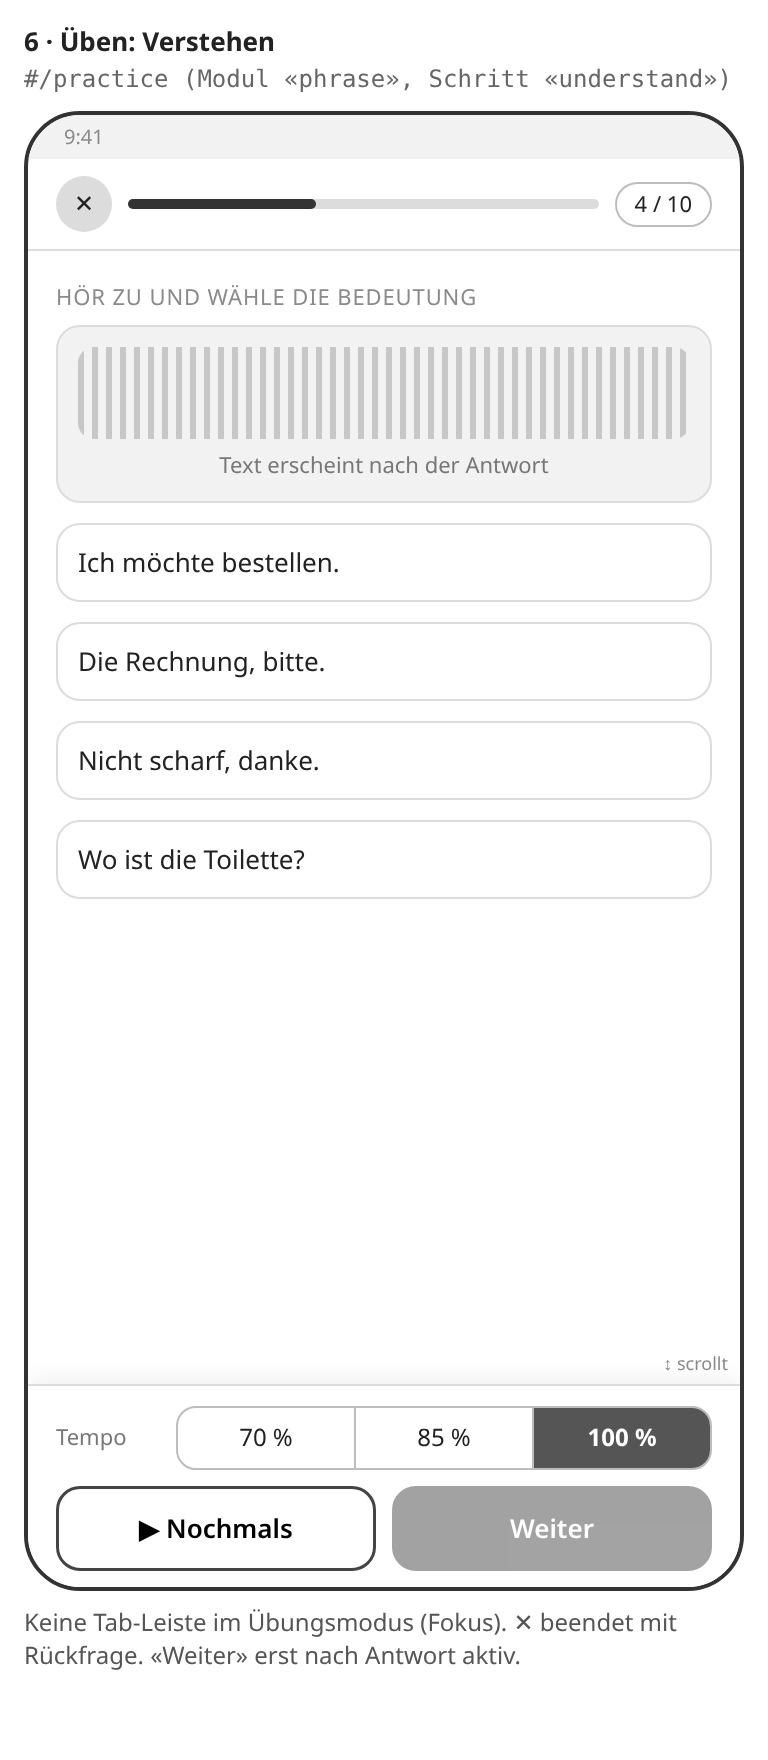 6 · Üben: Verstehen
#/practice (Modul «phrase», Schritt «understand»)
9:41
✕
4 / 10
HÖR ZU UND WÄHLE DIE BEDEUTUNG
Text erscheint nach der Antwort
Ich möchte bestellen.
Die Rechnung, bitte.
Nicht scharf, danke.
Wo ist die Toilette?
↕ scrollt
Tempo 70 % 85 % 100 %
▶ Nochmals Weiter
Keine Tab-Leiste im Übungsmodus (Fokus). ✕ beendet mit
Rückfrage. «Weiter» erst nach Antwort aktiv.